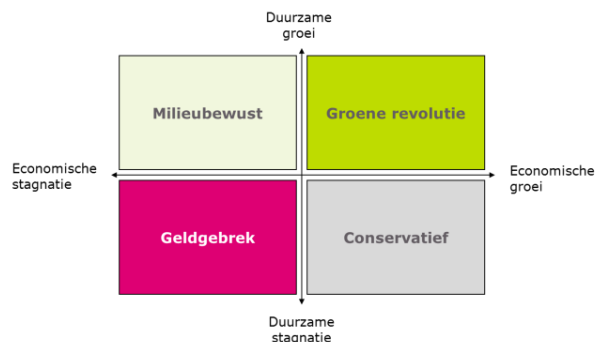 Duurzame
groei
Milieubewust
Groene revolutie
Economische
stagnatie
Economische
groei
Geldgebrek
Conservatief
Duurzame
stagnatie